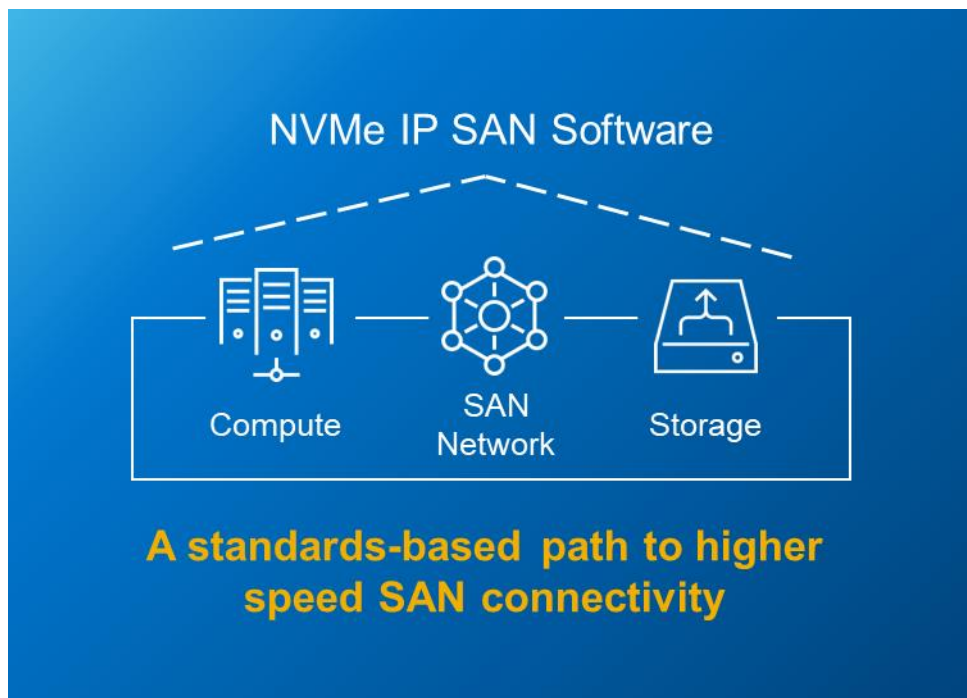 NVMe IP SAN Software
Compute
SAN
Network
Storage
A standards-based path to higher
speed SAN connectivity